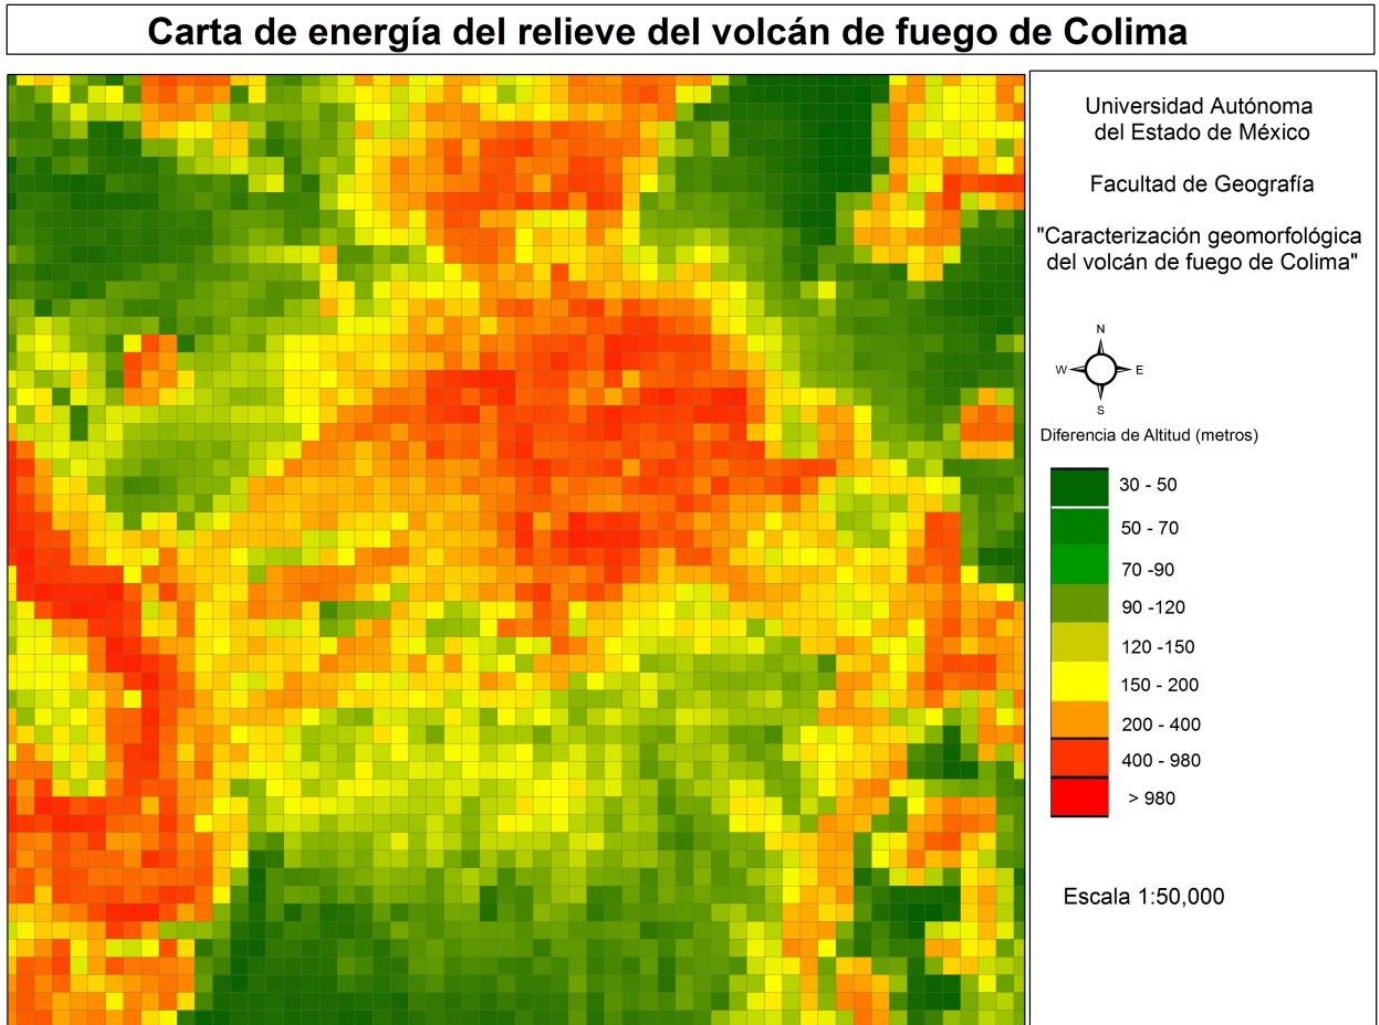 Carta de energía del relieve del volcán de fuego de Colima
Universidad Autónoma
del Estado de México
Facultad de Geografía
"Caracterización geomorfológica
del volcán de fuego de Colima"
N
W E
S
Diferencia de Altitud (metros)
30 - 50
50 - 70
70 -90
90 -120
120 -150
150 - 200
200 - 400
400 - 980
> 980
Escala 1:50,000